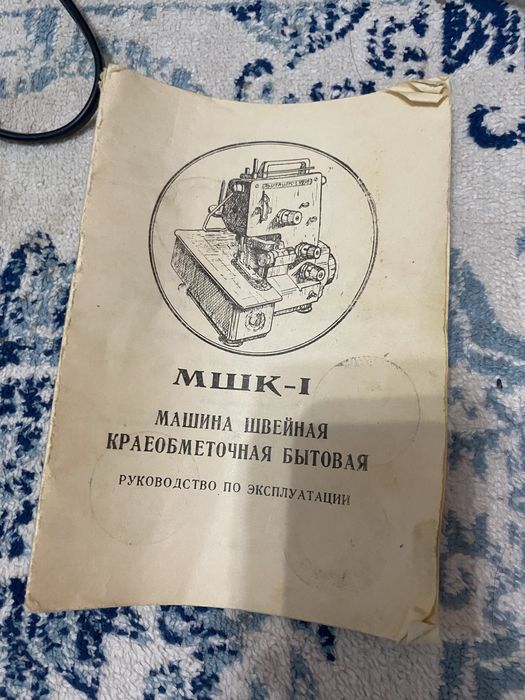 МШК-1
МАШИНА ШВЕЙНАЯ
КРАЕОБМЕТОЧНАЯ БЫТОВАЯ
РУКОВОДСТВО ПО ЭКСПЛУАТАЦИИ